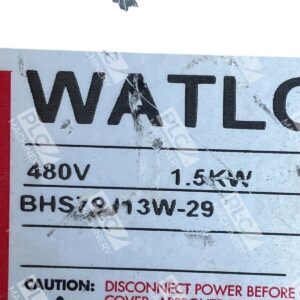 WATLO
480V 1.5KW
BHS79J13W-29
CAUTION: DISCONNECT POWER BEFORE